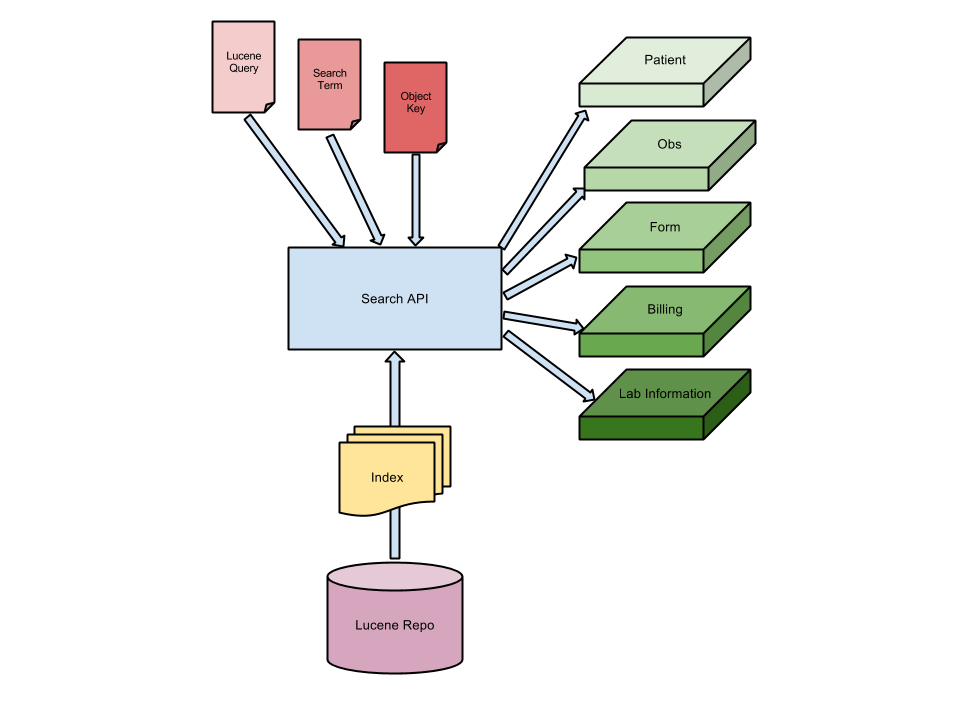 Lucene
Query
Search
Term
Object
Key
Patient
Obs
Form
Search API
Billing
Lab Information
Index
Lucene Repo